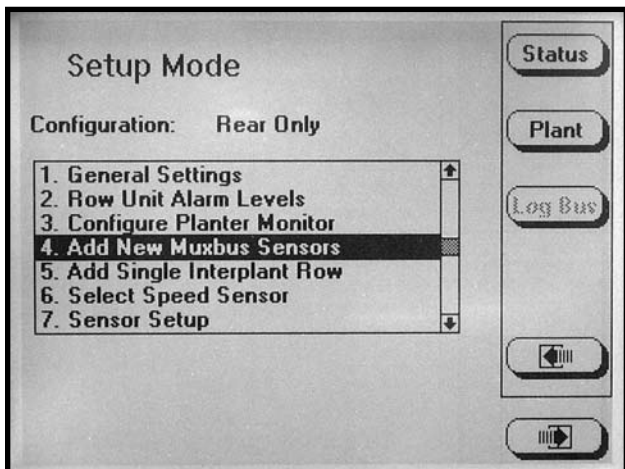 Setup Mode
Configuration: Rear Only
1. General Settings
2. Row Unit Alarm Levels
3. Configure Planter Monitor
4. Add New Muxbus Sensors
5. Add Single Interplant Row
6. Select Speed Sensor
7. Sensor Setup
Status
Plant
Log Bus